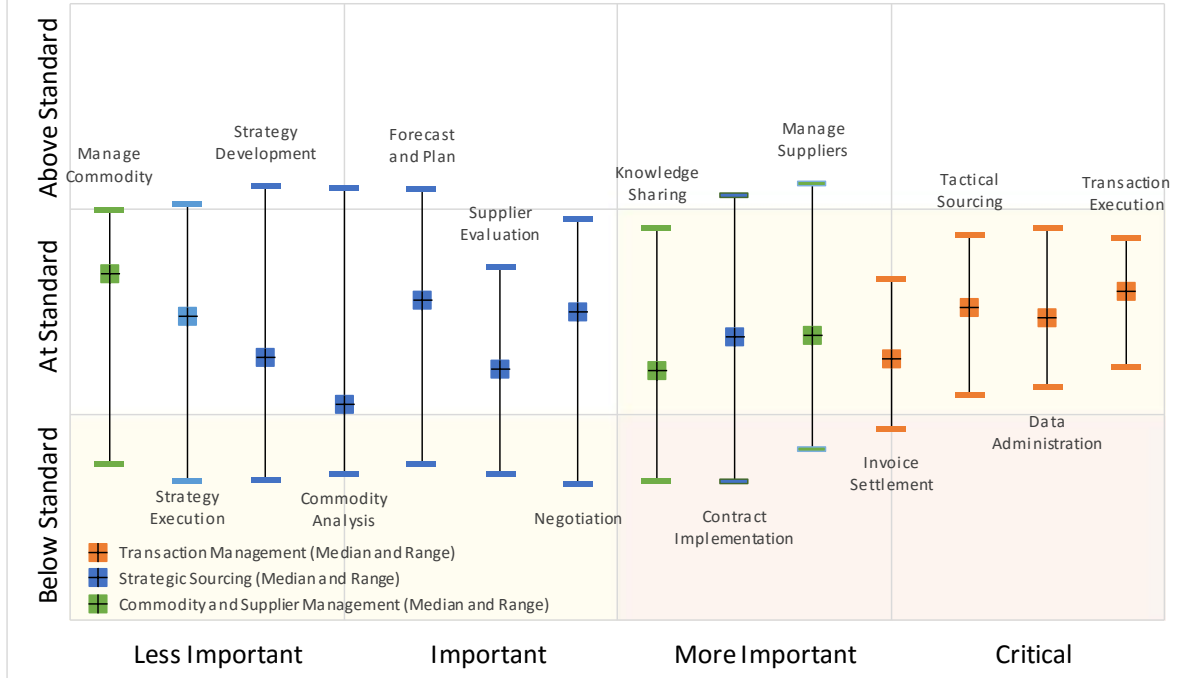 Above Standard
At Standard
Below Standard
Manage
Commodity
Strategy
Development
Forecast
and Plan
Supplier
Evaluation
Knowledge
Sharing
Manage
Suppliers
Tactical
Sourcing
Transaction
Execution
Strategy
Execution
Commodity
Analysis
Negotiation
Contract
Implementation
Invoice
Settlement
Data
Administration
Transaction Management (Median and Range)
Strategic Sourcing (Median and Range)
Commodity and Supplier Management (Median and Range)
Less Important
Important
More Important
Critical